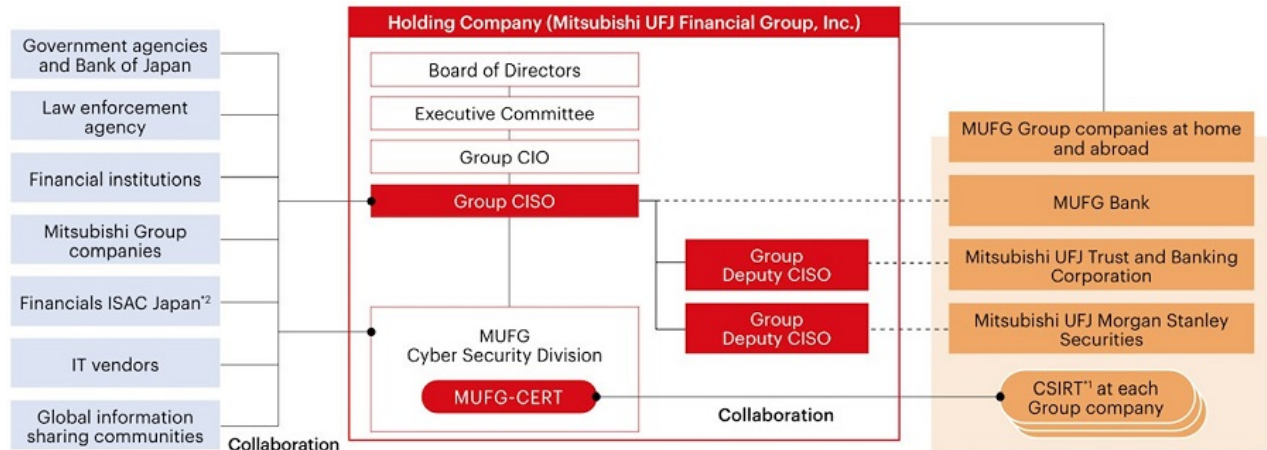 Holding Company (Mitsubishi UFJ Financial Group, Inc.)
Government agencies
and Bank of Japan
Law enforcement
agency
Financial institutions
Mitsubishi Group
companies
Financials ISAC Japan*2
IT vendors
Global information
sharing communities
Collaboration
Board of Directors
Executive Committee
Group CIO
Group CISO
Group
Deputy CISO
Group
Deputy CISO
MUFG
Cyber Security Division
MUFG-CERT
Collaboration
MUFG Group companies at home
and abroad
MUFG Bank
Mitsubishi UFJ Trust and Banking
Corporation
Mitsubishi UFJ Morgan Stanley
Securities
CSIRT*1 at each
Group company